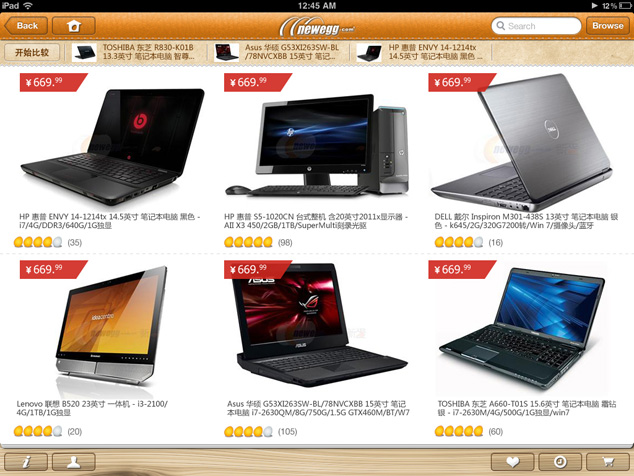 iPad
12:45 AM
12%
Back
newegg.com
Search
Browse
开始比较
TOSHIBA 东芝 R830-K01B
13.3英寸 笔记本电脑 智尊...
Asus 华硕 G53XI263SW-BL
/78NVCXBB 15英寸 笔记...
HP 惠普 ENVY 14-1214tx
14.5英寸 笔记本电脑 黑色 ...
¥669.99
¥669.99
¥669.99
HP 惠普 ENVY 14-1214tx 14.5英寸 笔记本电脑 黑色 -
i7/4G/DDR3/640G/1G独显
(35)
HP 惠普 S5-1020CN 台式整机 含20英寸2011x显示器 -
AII X3 450/2GB/1TB/SuperMulti刻录光驱
(98)
DELL 戴尔 Inspiron M301-438S 13英寸 笔记本电脑 银
色 - k645/2G/320G7200转/Win 7/摄像头/蓝牙
(16)
¥669.99
¥669.99
¥669.99
ideacentre
ASUS
Lenovo 联想 B520 23英寸 一体机 - i3-2100/
4G/1TB/1G独显
(20)
Asus 华硕 G53XI263SW-BL/78NVCXBB 15英寸 笔记
本电脑 - i7-2630QM/8G/750G/1.5G GTX460M/BT/W7
(105)
TOSHIBA 东芝 A660-T01S 15.6英寸 笔记本电脑 霜钻
银 - i7-2630M/4G/500G/1G独显/win7
(60)